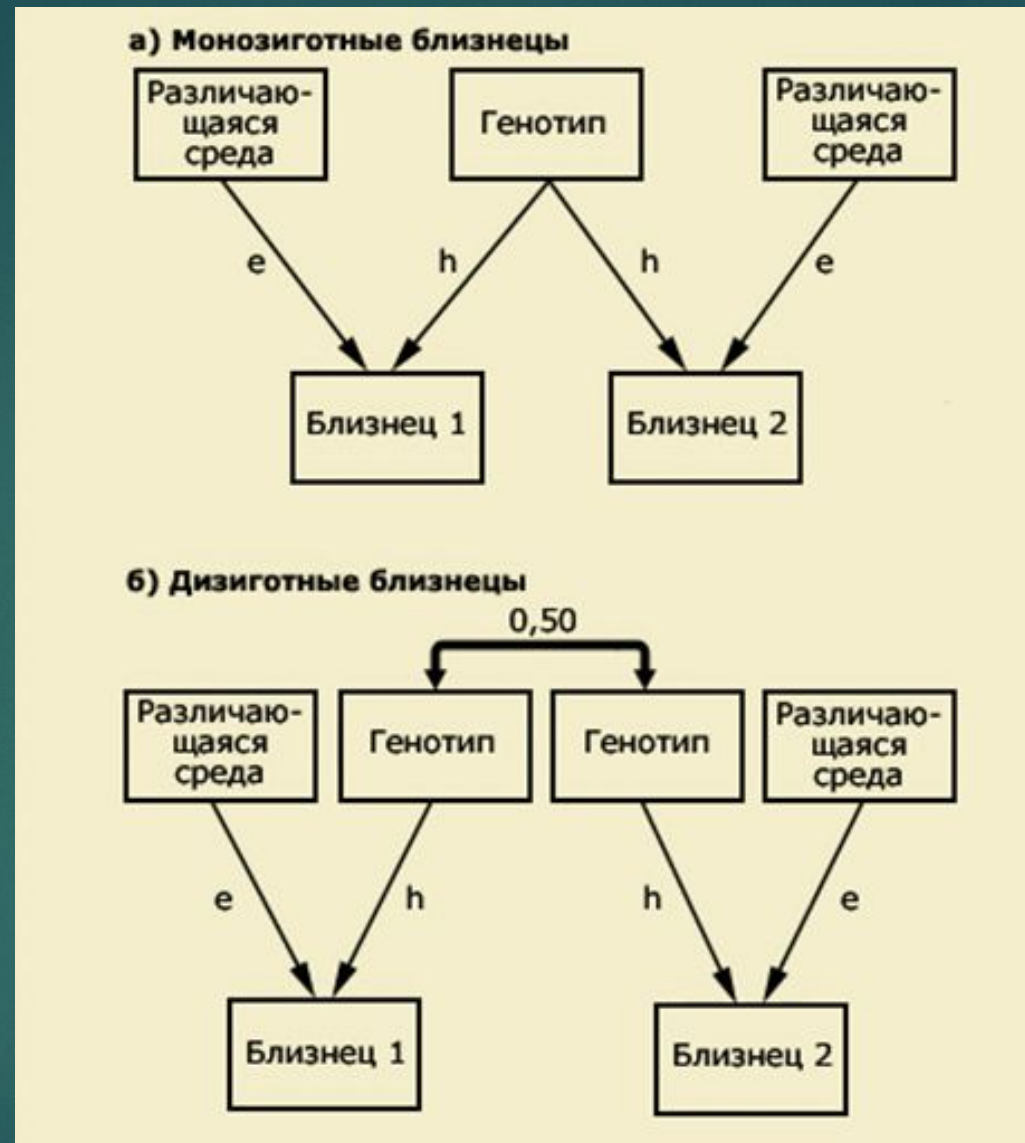 а) Монозиготные близнецы
Различаю-
щаяся
среда
Генотип
Различаю-
щаяся
среда
e
h
h
e
Близнец 1
Близнец 2
б) Дизиготные близнецы
0,50
Различаю-
щаяся
среда
Генотип
Генотип
Различаю-
щаяся
среда
e
h
h
e
Близнец 1
Близнец 2